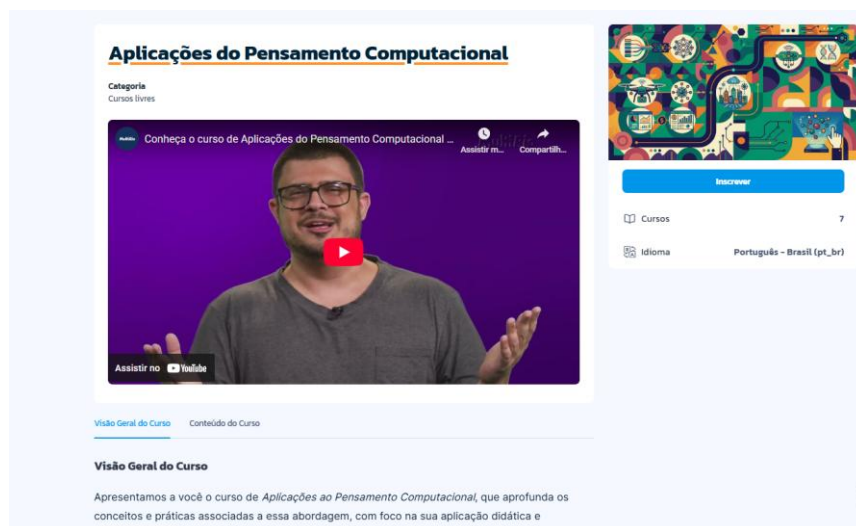 Aplicações do Pensamento Computacional
Categoria
Cursos livres
Conheça o curso de Aplicações do Pensamento Computacional ...
Assistir m...
Compartilh...
Assistir no YouTube
Inscrever
Cursos 7
Idioma Português - Brasil (pt_br)
Visão Geral do Curso
Conteúdo do Curso
Visão Geral do Curso
Apresentamos a você o curso de Aplicações ao Pensamento Computacional, que aprofunda os
conceitos e práticas associadas a essa abordagem, com foco na sua aplicação didática e